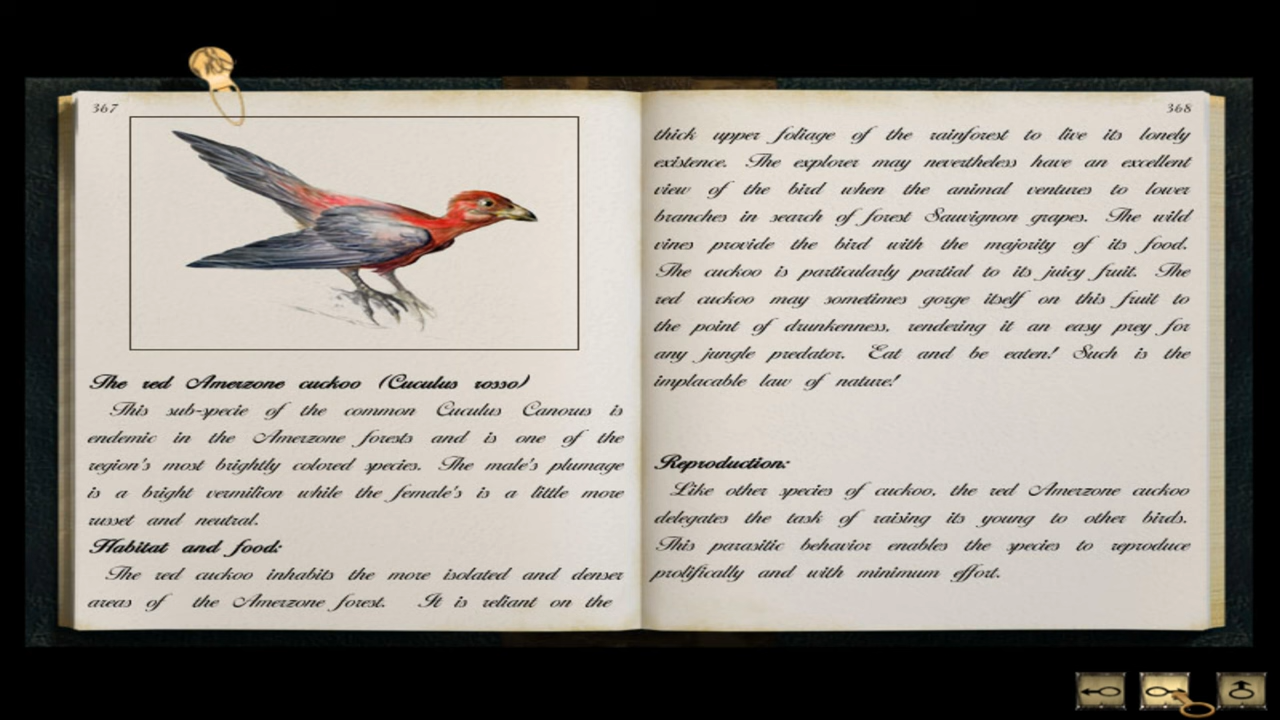 367
The red Amerzone cuckoo (Cuculus rosso)
This sub-specie of the common Cuculus Canorus is
endemic in the Amerzone forests and is one of the
region's most brightly colored species. The male's plumage
is a bright vermilion while the female's is a little more
russet and neutral.
Habitat and food:
The red cuckoo inhabits the more isolated and denser
areas of the Amerzone forest. It is reliant on the
368
thick upper foliage of the rainforest to live its lonely
existence. The explorer may nevertheless have an excellent
view of the bird when the animal ventures to lower
branches in search of forest Sauvignon grapes. The wild
vines provide the bird with the majority of its food.
The cuckoo is particularly partial to its juicy fruit. The
red cuckoo may sometimes gorge itself on this fruit to
the point of drunkenness, rendering it an easy prey for
any jungle predator. Eat and be eaten! Such is the
implacable law of nature!
Reproduction:
Like other species of cuckoo, the red Amerzone cuckoo
delegates the task of raising its young to other birds.
This parasitic behavior enables the species to reproduce
prolifically and with minimum effort.